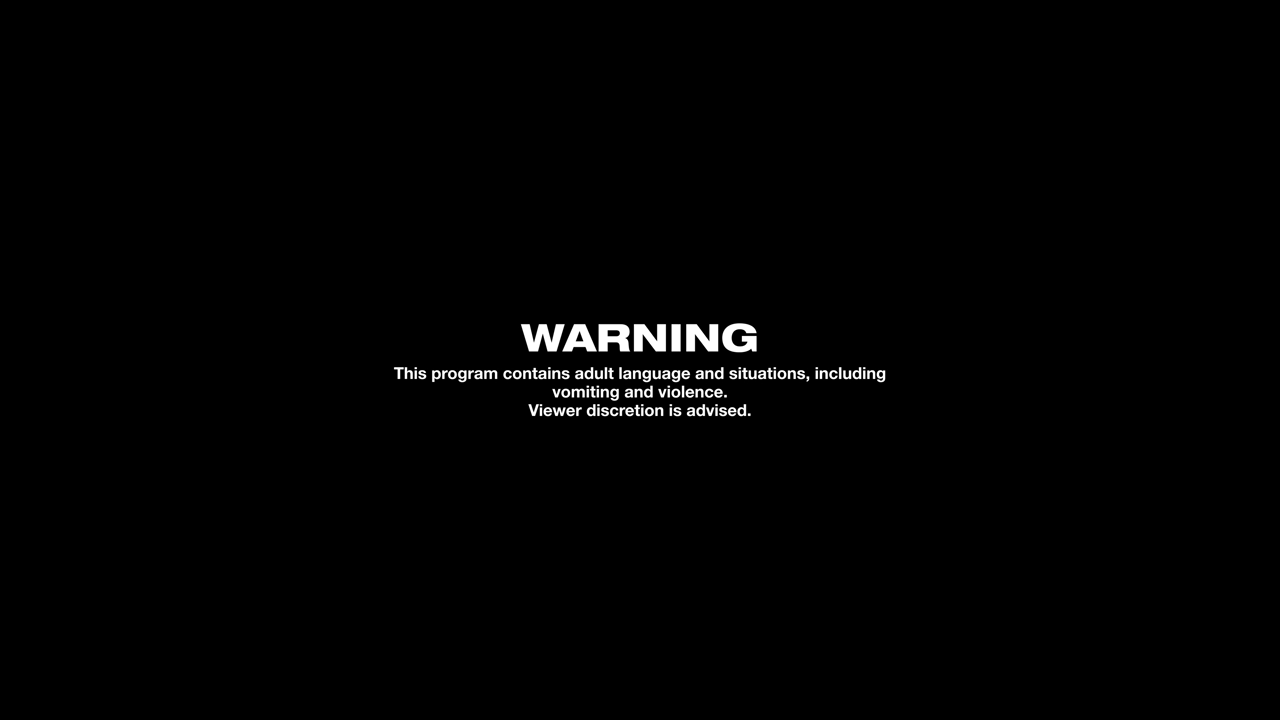 WARNING
This program contains adult language and situations, including
vomiting and violence.
Viewer discretion is advised.